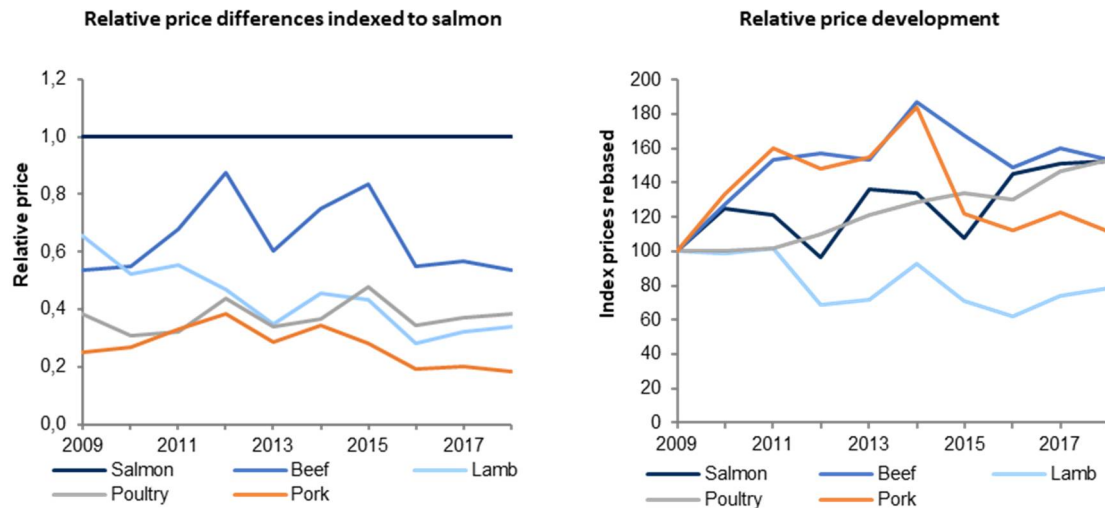 Relative price differences indexed to salmon
Relative price
1,2
1,0
0,8
0,6
0,4
0,2
0,0
2009 2011 2013 2015 2017
Salmon Beef Lamb
Poultry Pork
Relative price development
Index prices rebased
200
180
160
140
120
100
80
60
40
20
0
2009 2011 2013 2015 2017
Salmon Beef Lamb
Poultry Pork